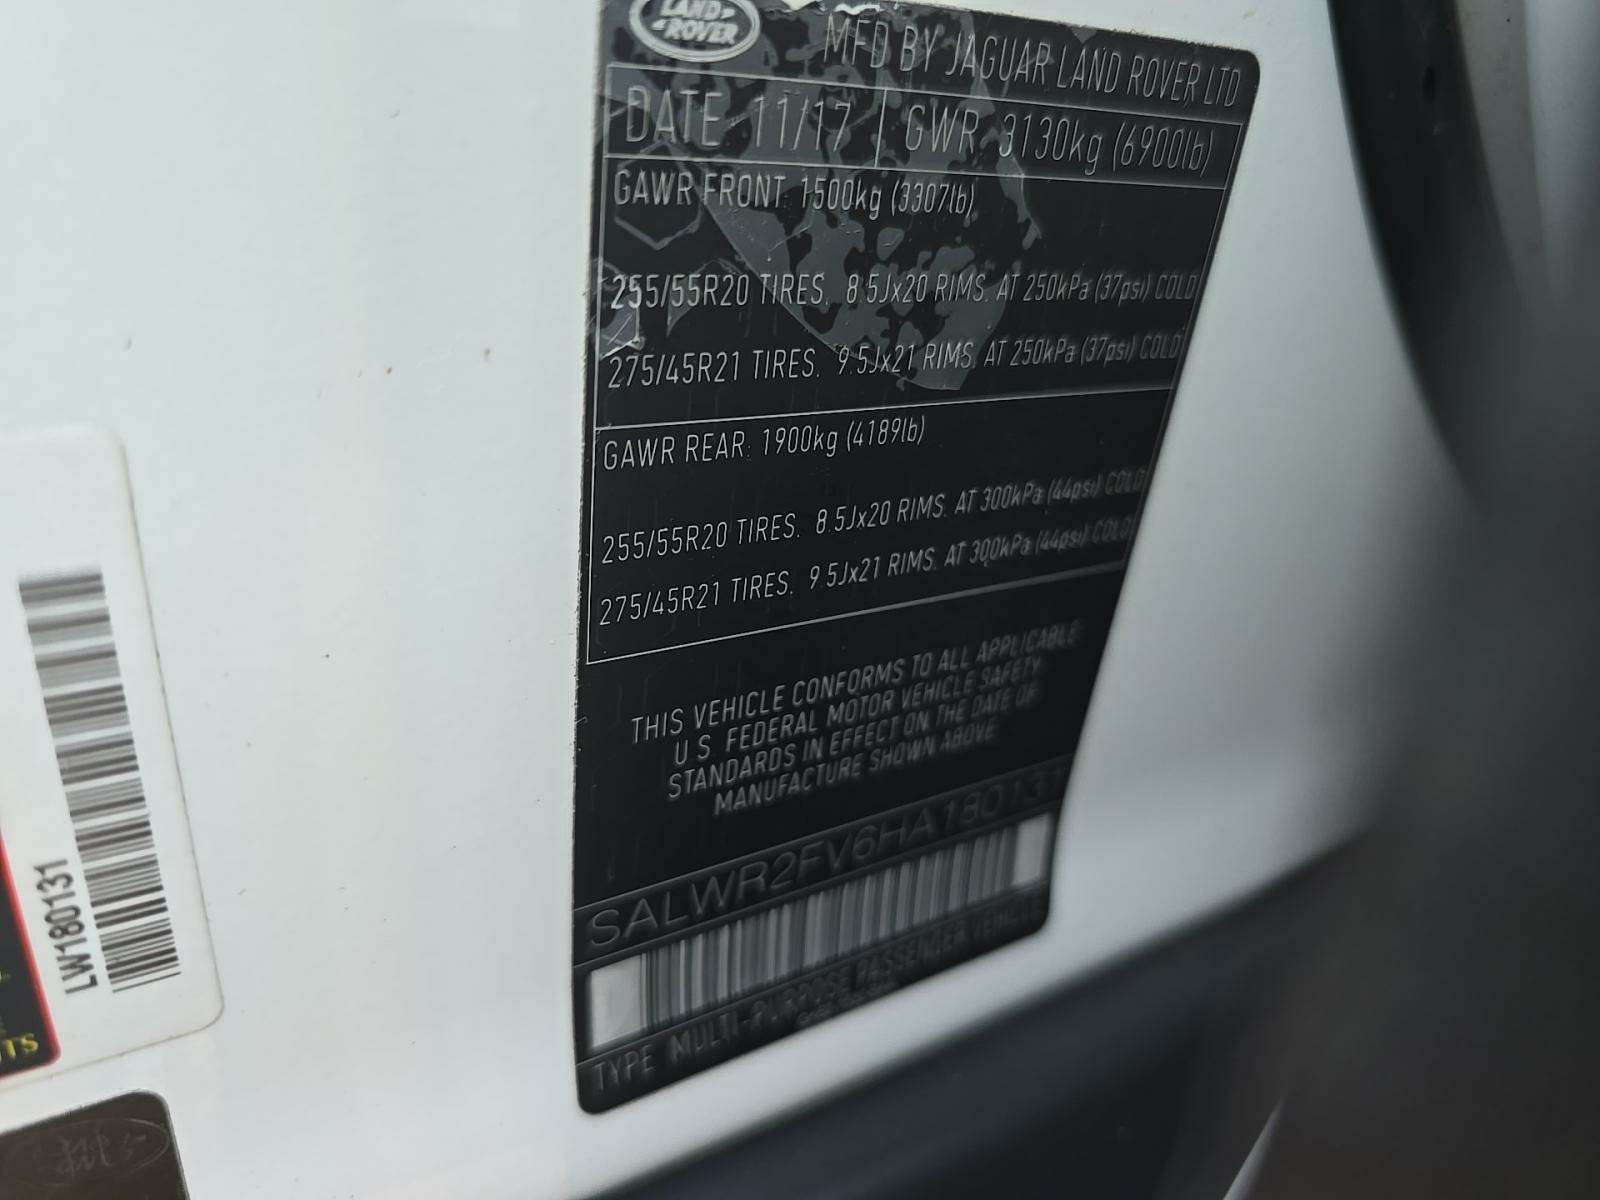 LAND
ROVER
MFD BY JAGUAR LAND ROVER LTD
DATE 11/17 GWR 3130kg (6900lb)
GAWR FRONT: 1500kg (3307lb)
255/55R20 TIRES, 8.5Jx20 RIMS. AT 250kPa (37psi) COLD
275/45R21 TIRES. 9.5Jx21 RIMS. AT 250kPa (37psi) COLD
GAWR REAR: 1900kg (4189lb)
255/55R20 TIRES. 8.5Jx20 RIMS. AT 300kPa (44psi) COLD
275/45R21 TIRES. 9.5Jx21 RIMS. AT 300kPa (44psi) COLD
THIS VEHICLE CONFORMS TO ALL APPLICABLE
U.S. FEDERAL MOTOR VEHICLE SAFETY
STANDARDS IN EFFECT ON THE DATE OF
MANUFACTURE SHOWN ABOVE
SALWR2FV6HA180131
TYPE MULTI-PURPOSE PASSENGER VEHICLE
LW180131